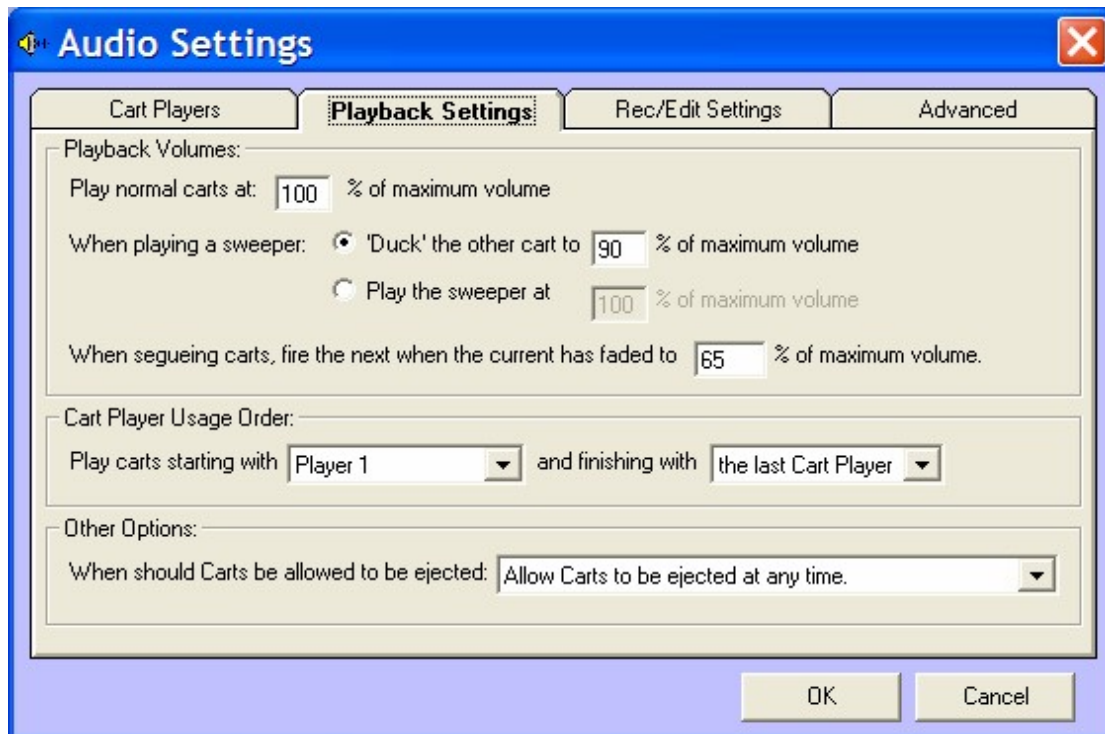 Audio Settings
Cart Players Playback Settings Rec/Edit Settings Advanced
Playback Volumes:
Play normal carts at: 100 % of maximum volume
When playing a sweeper: 'Duck' the other cart to 90 % of maximum volume
Play the sweeper at 100 % of maximum volume
When segueing carts, fire the next when the current has faded to 65 % of maximum volume.
Cart Player Usage Order:
Play carts starting with Player 1 and finishing with the last Cart Player
Other Options:
When should Carts be allowed to be ejected: Allow Carts to be ejected at any time.
OK Cancel